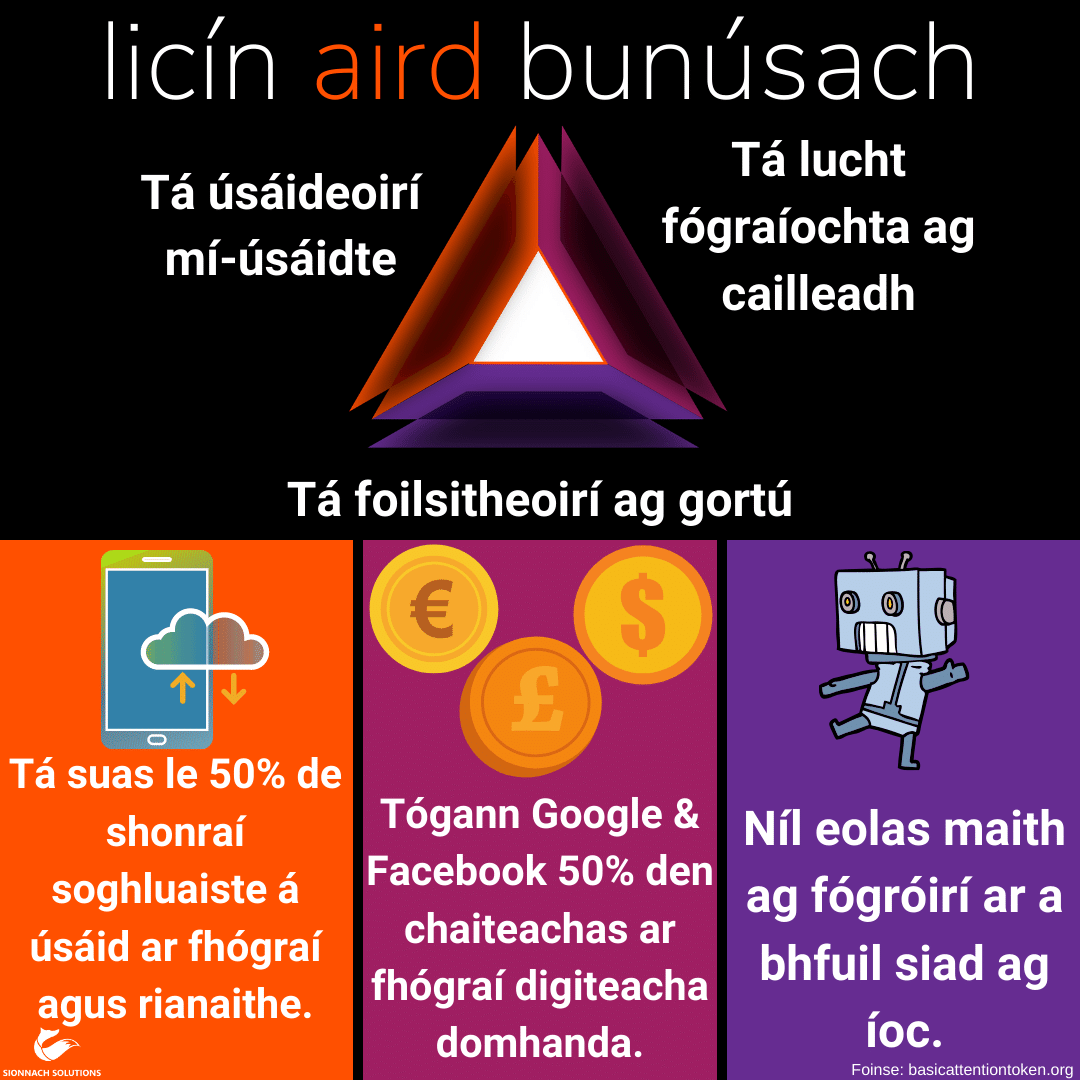 licín aird bunúsach
Tá úsáideoirí
mí-úsáidte
Tá lucht
fógraíochta ag
cailleadh
Tá foilsitheoirí ag gortú
€
$
£
Tá suas le 50% de
shonraí
soghluaiste á
úsáid ar fhógraí
agus rianaithe.
Tógann Google &
Facebook 50% den
chaiteachas ar
fhógraí digiteacha
domhanda.
Níl eolas maith
ag fógróirí ar a
bhfuil siad ag
íoc.
SIONNACH SOLUTIONS
Foinse: basicattentiontoken.org